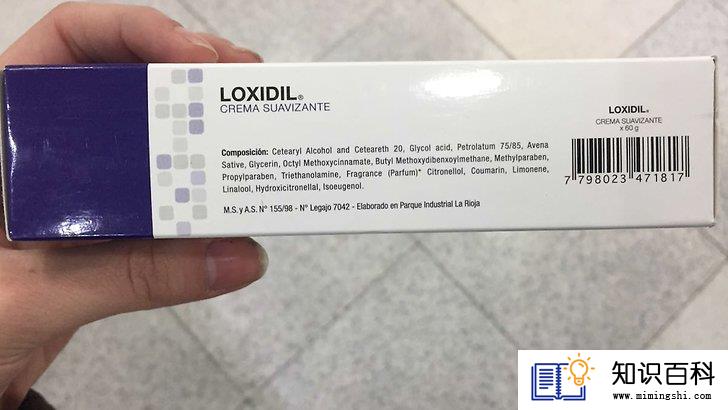 LOXIDIL®
CREMA SUAVIZANTE
Composición: Cetearyl Alcohol and Ceteareth 20, Glycol acid, Petrolatum 75/85, Avena
Sative, Glycerin, Octyl Methoxycinnamate, Butyl Methoxydibenxoylmethane, Methylparaben,
Propylparaben, Triethanolamine, Fragrance (Parfum)* Citronellol, Coumarin, Limonene,
Linalool, Hydroxicitronellal, Isoeugenol.
M.S. y A.S. N° 155/98 - N° Legajo 7042 - Elaborado en Parque Industrial La Rioja
LOXIDIL®
CREMA SUAVIZANTE
x 60 g
7 798023 471817
知识百科
www.mimingshi.com